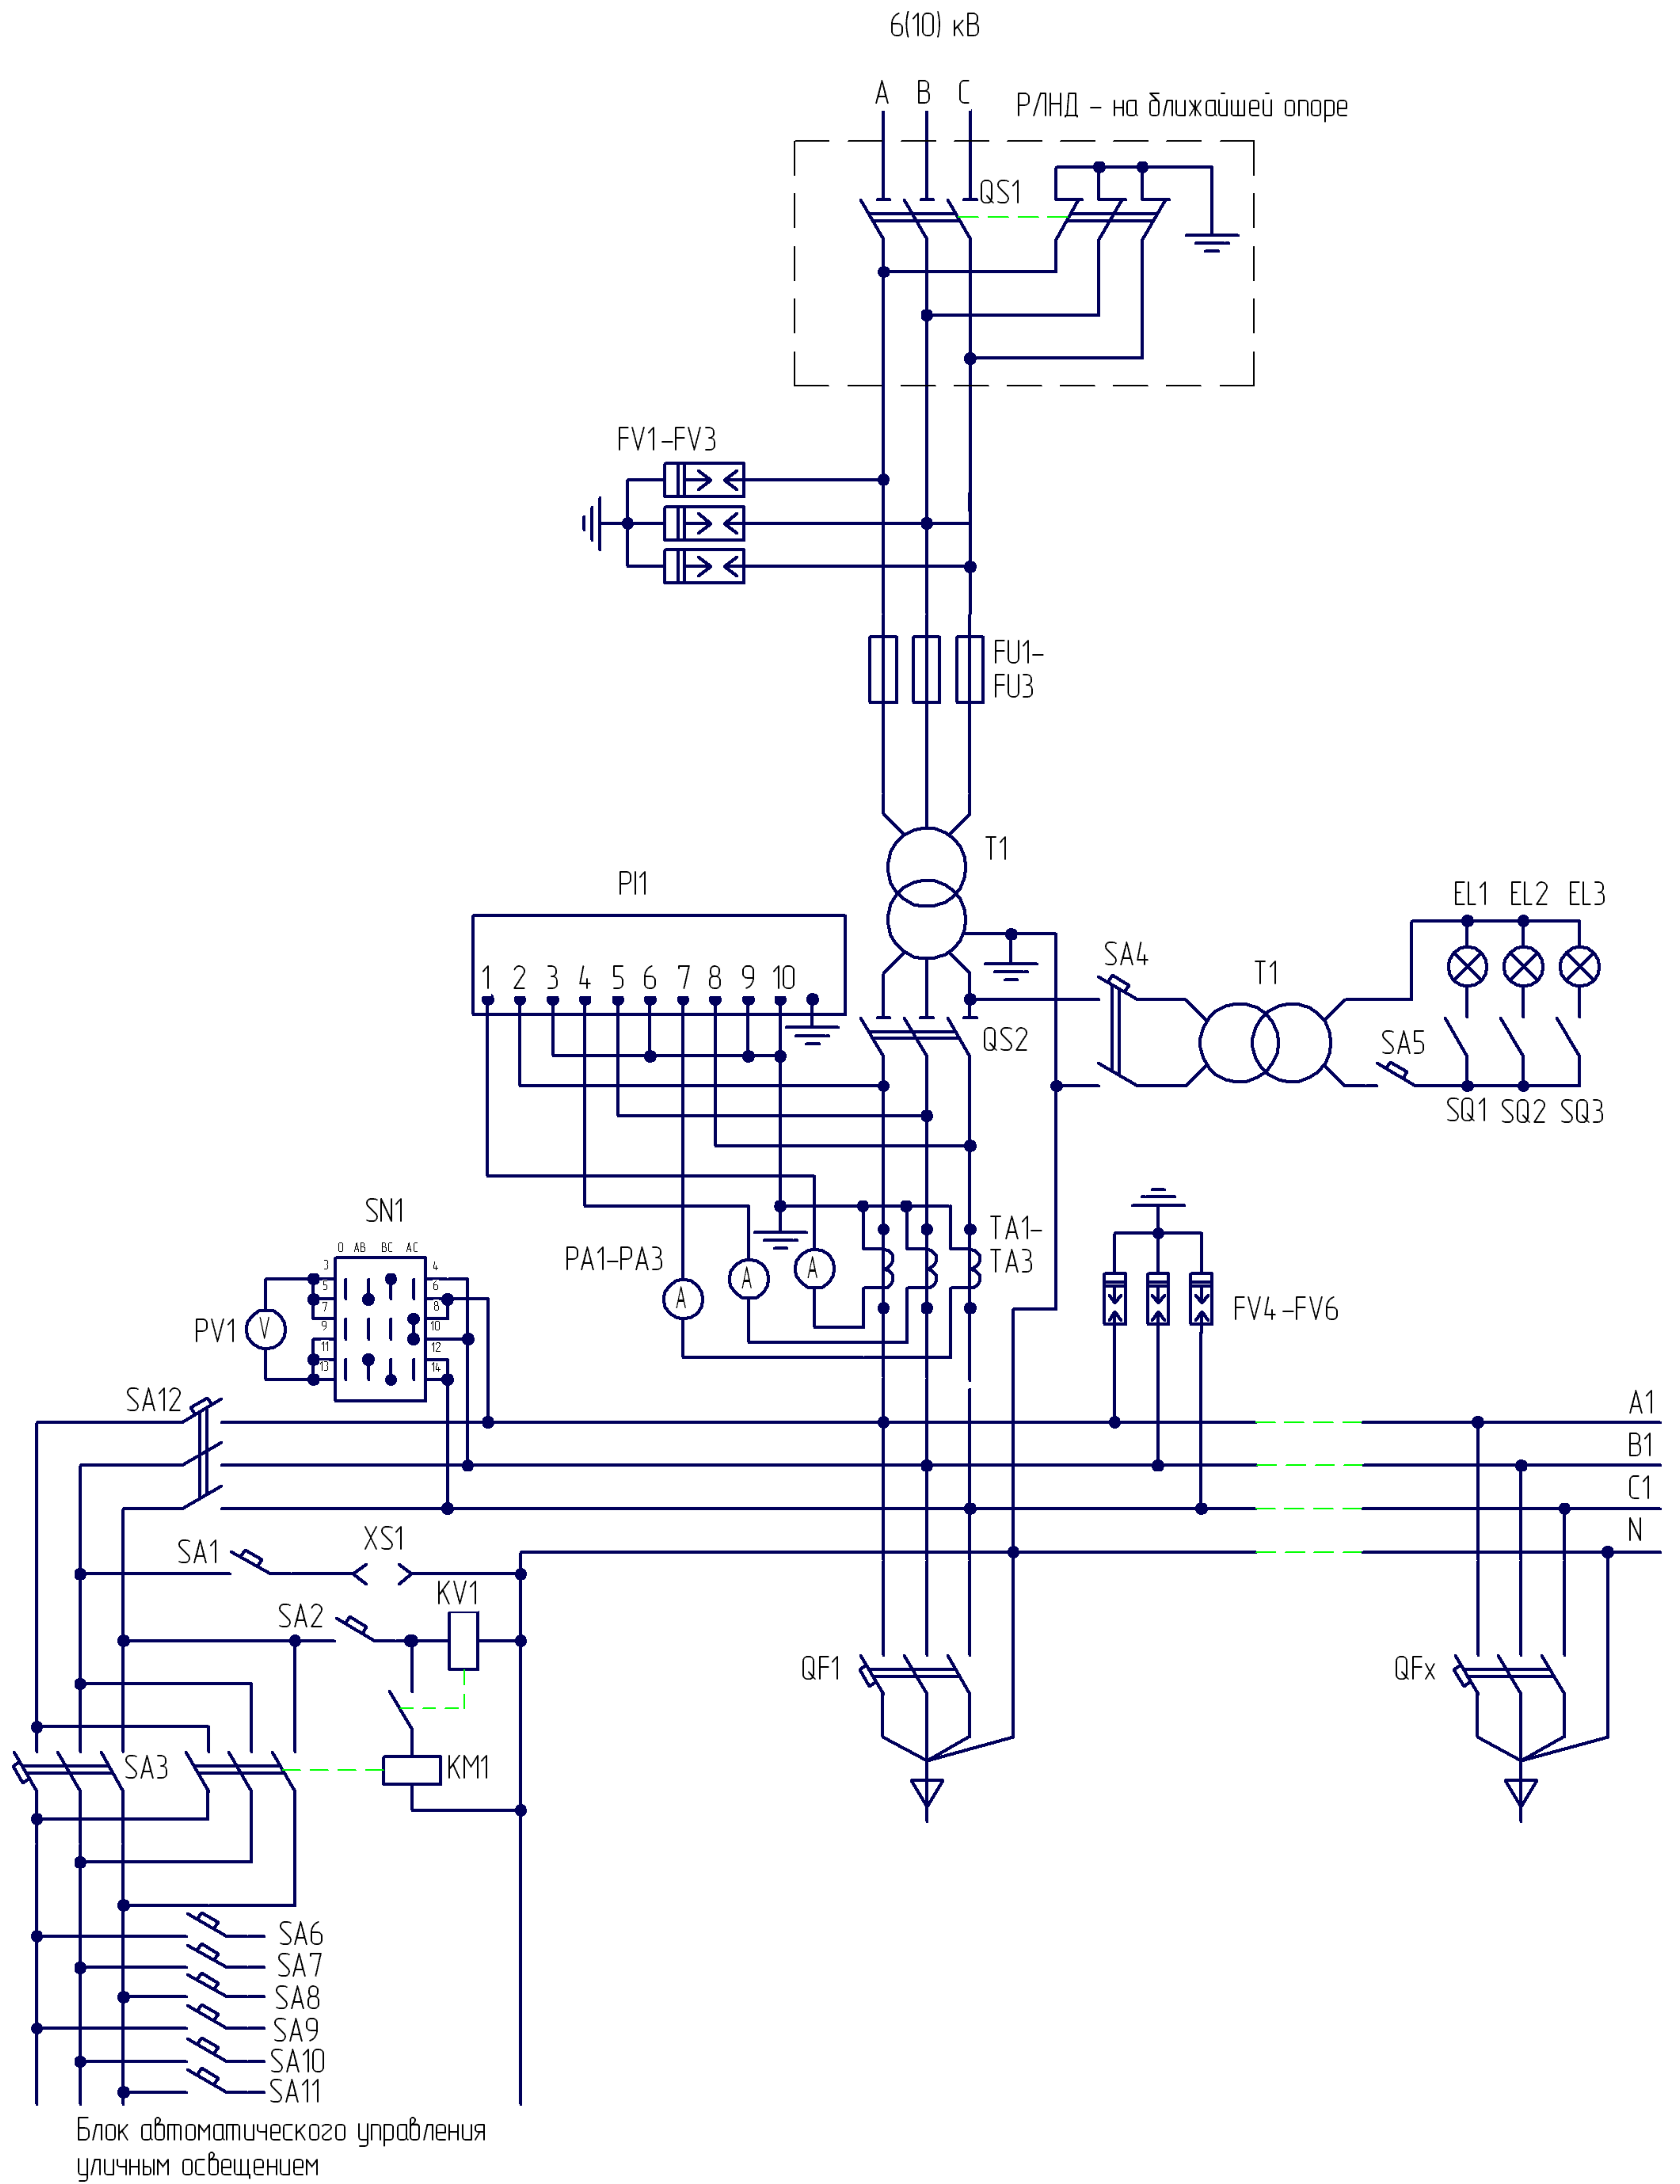 6(10) кВ
A B C
РЛНД - на ближайшей опоре
QS1
FV1-FV3
FU1-
FU3
T1
PI1
1 2 3 4 5 6 7 8 9 10
EL1 EL2 EL3
SA4
T1
QS2
SA5
SQ1 SQ2 SQ3
SN1
0 AB BC AC
3 4
5 6
7 8
9 10
11 12
13 14
PV1
V
PA1-PA3
A
A
A
TA1-
TA3
FV4-FV6
SA12
A1
B1
C1
N
SA1
XS1
KV1
SA2
QF1
QFx
SA3
KM1
SA6
SA7
SA8
SA9
SA10
SA11
Блок автоматического управления
уличным освещением